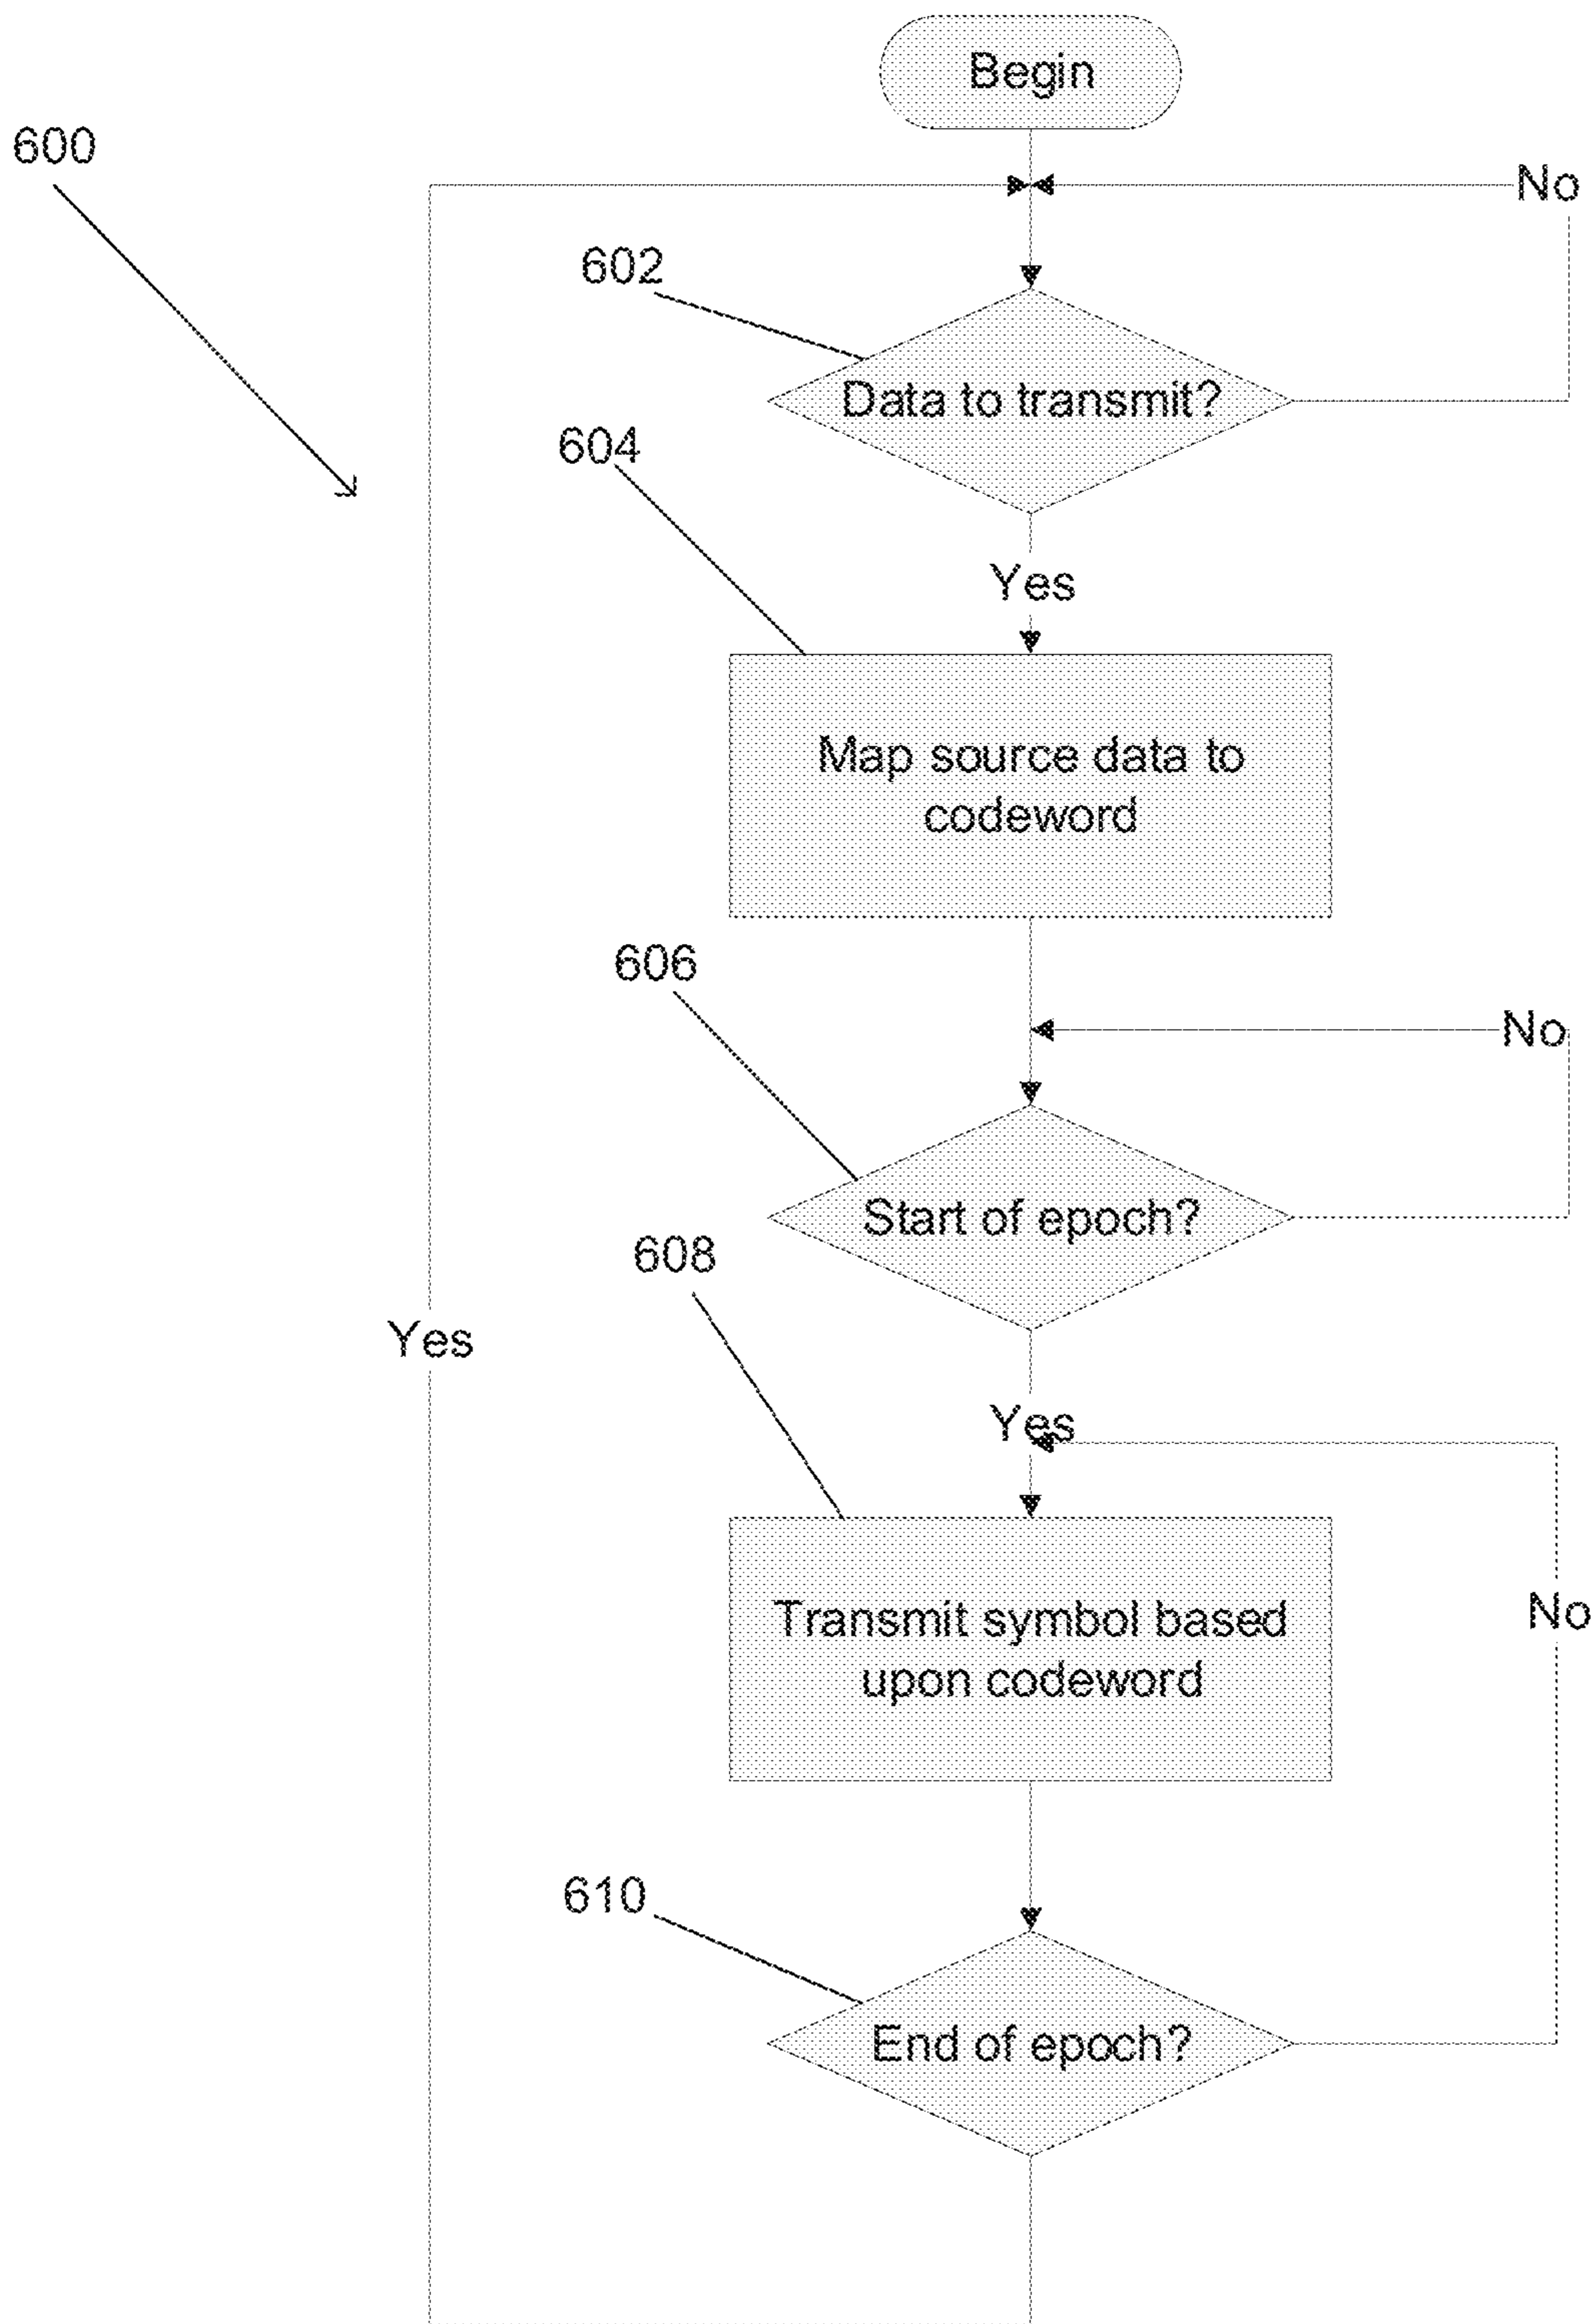 Begin
600
No
602
Data to transmit?
604
Yes
Map source data to
codeword
606
No
Start of epoch?
608
Yes
Yes
Transmit symbol based
upon codeword
No
610
End of epoch?